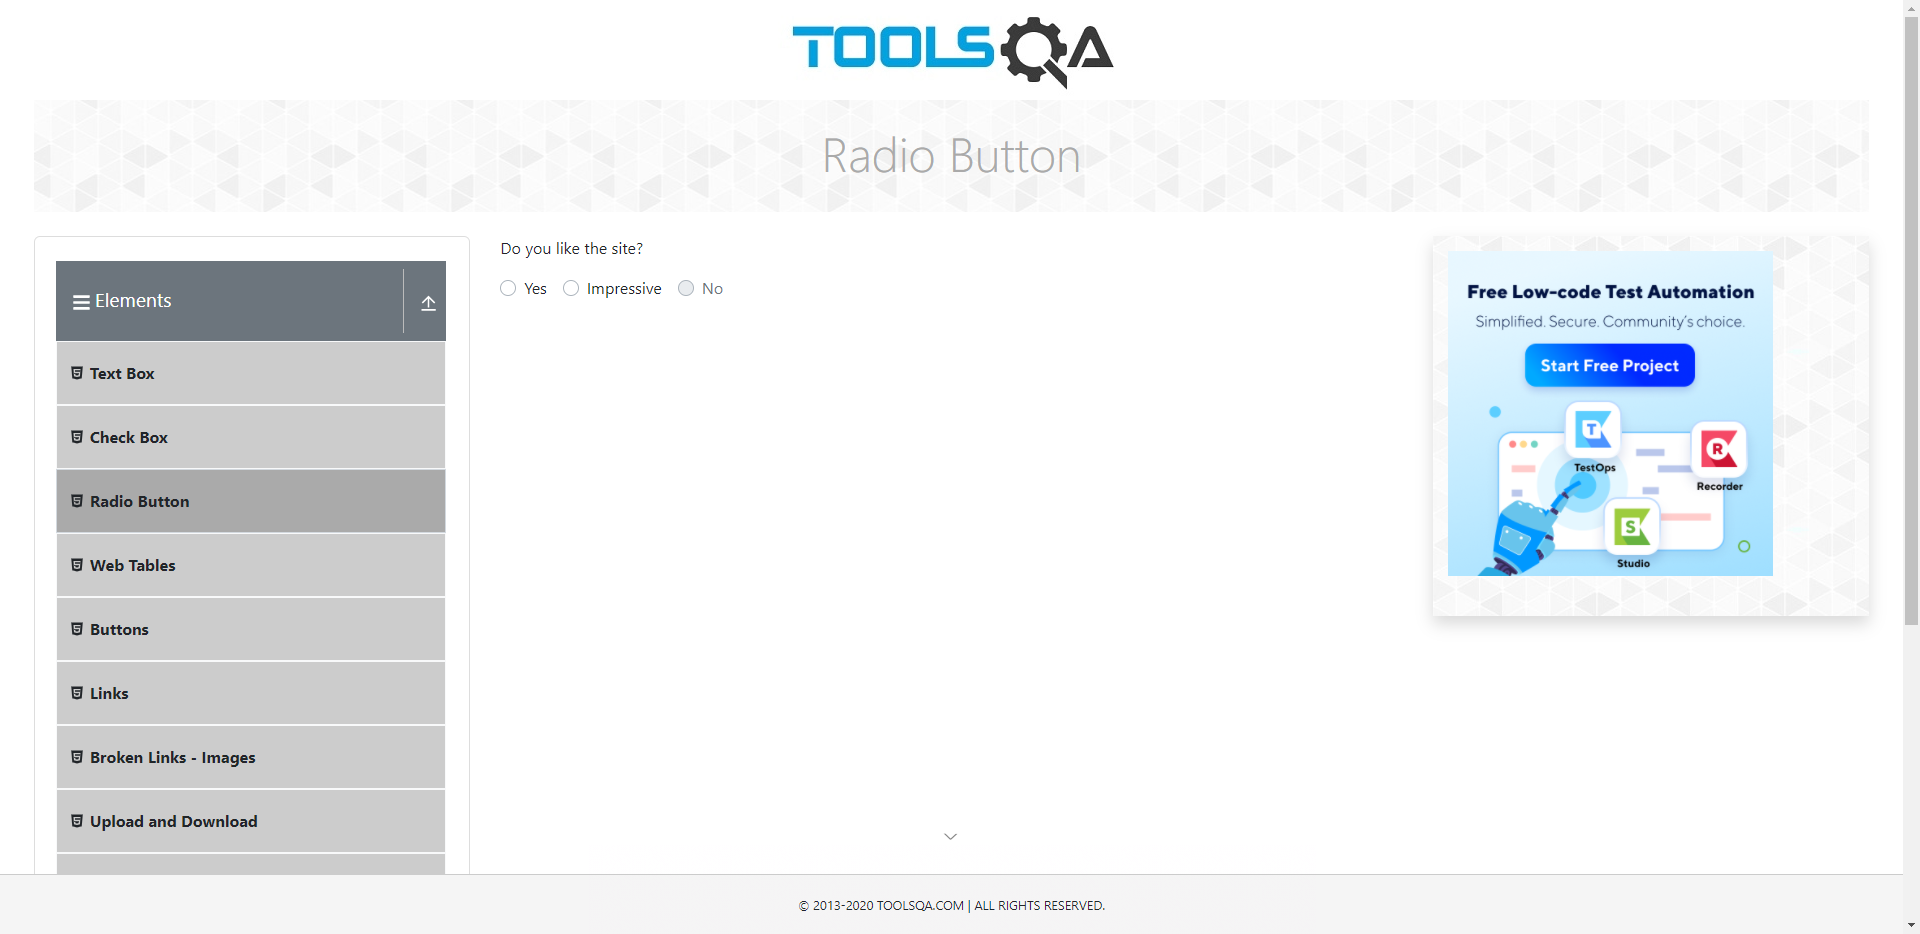 TOOLSQA
Radio Button
Elements
Text Box
Check Box
Radio Button
Web Tables
Buttons
Links
Broken Links - Images
Upload and Download
Do you like the site?
Yes Impressive No
Free Low-code Test Automation
Simplified. Secure. Community's choice.
Start Free Project
T
TestOps
R
Recorder
S
Studio
© 2013-2020 TOOLSQA.COM | ALL RIGHTS RESERVED.